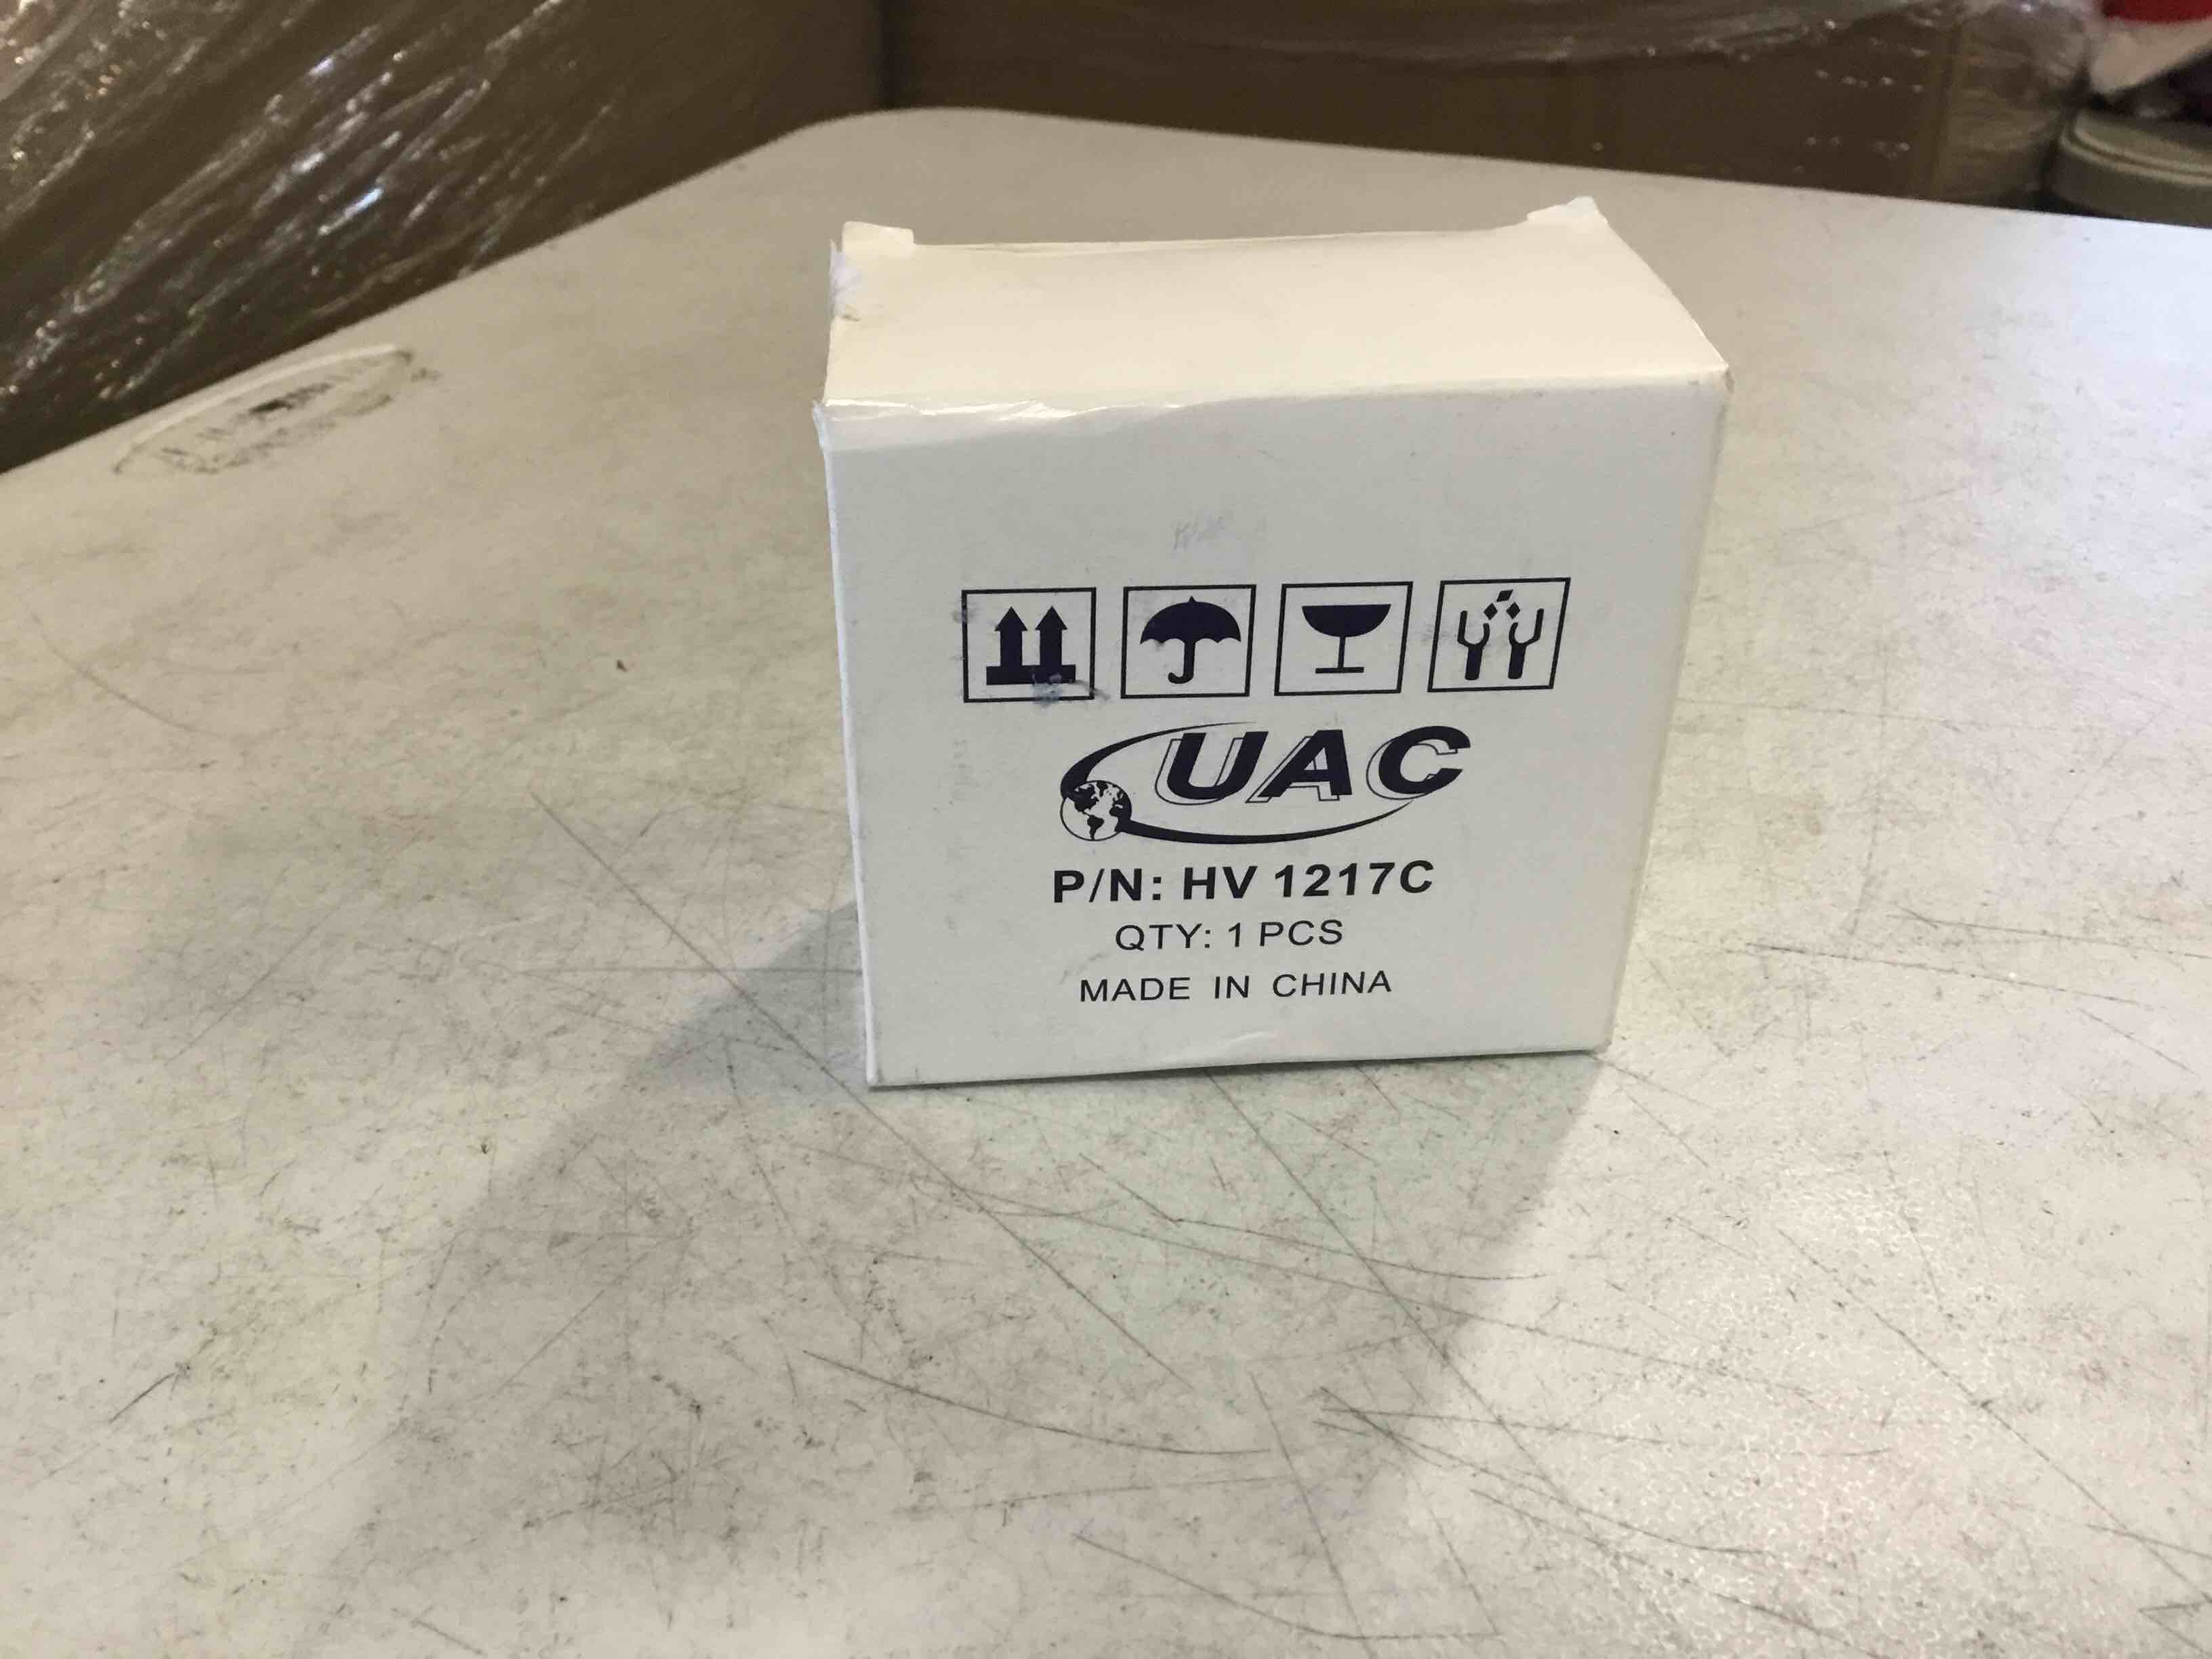 UAC
P/N: HV 1217C
QTY: 1 PCS
MADE IN CHINA